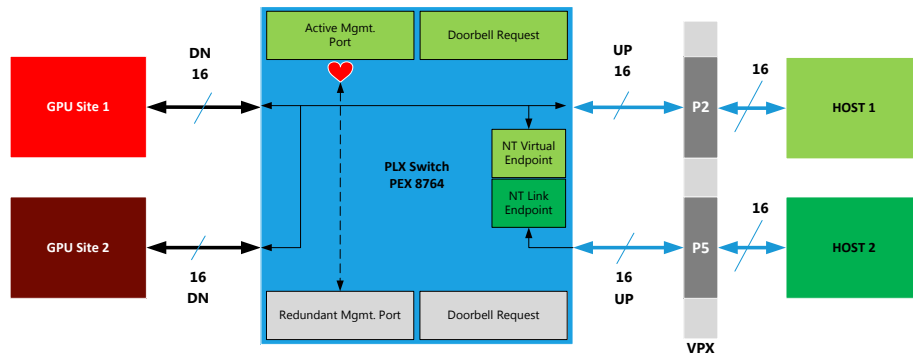 Active Mgmt.
Port
Doorbell Request
DN
16
UP
16
16
GPU Site 1
P2
HOST 1
NT Virtual
Endpoint
PLX Switch
PEX 8764
NT Link
Endpoint
16
GPU Site 2
P5
HOST 2
16
DN
16
UP
Redundant Mgmt. Port
Doorbell Request
VPX